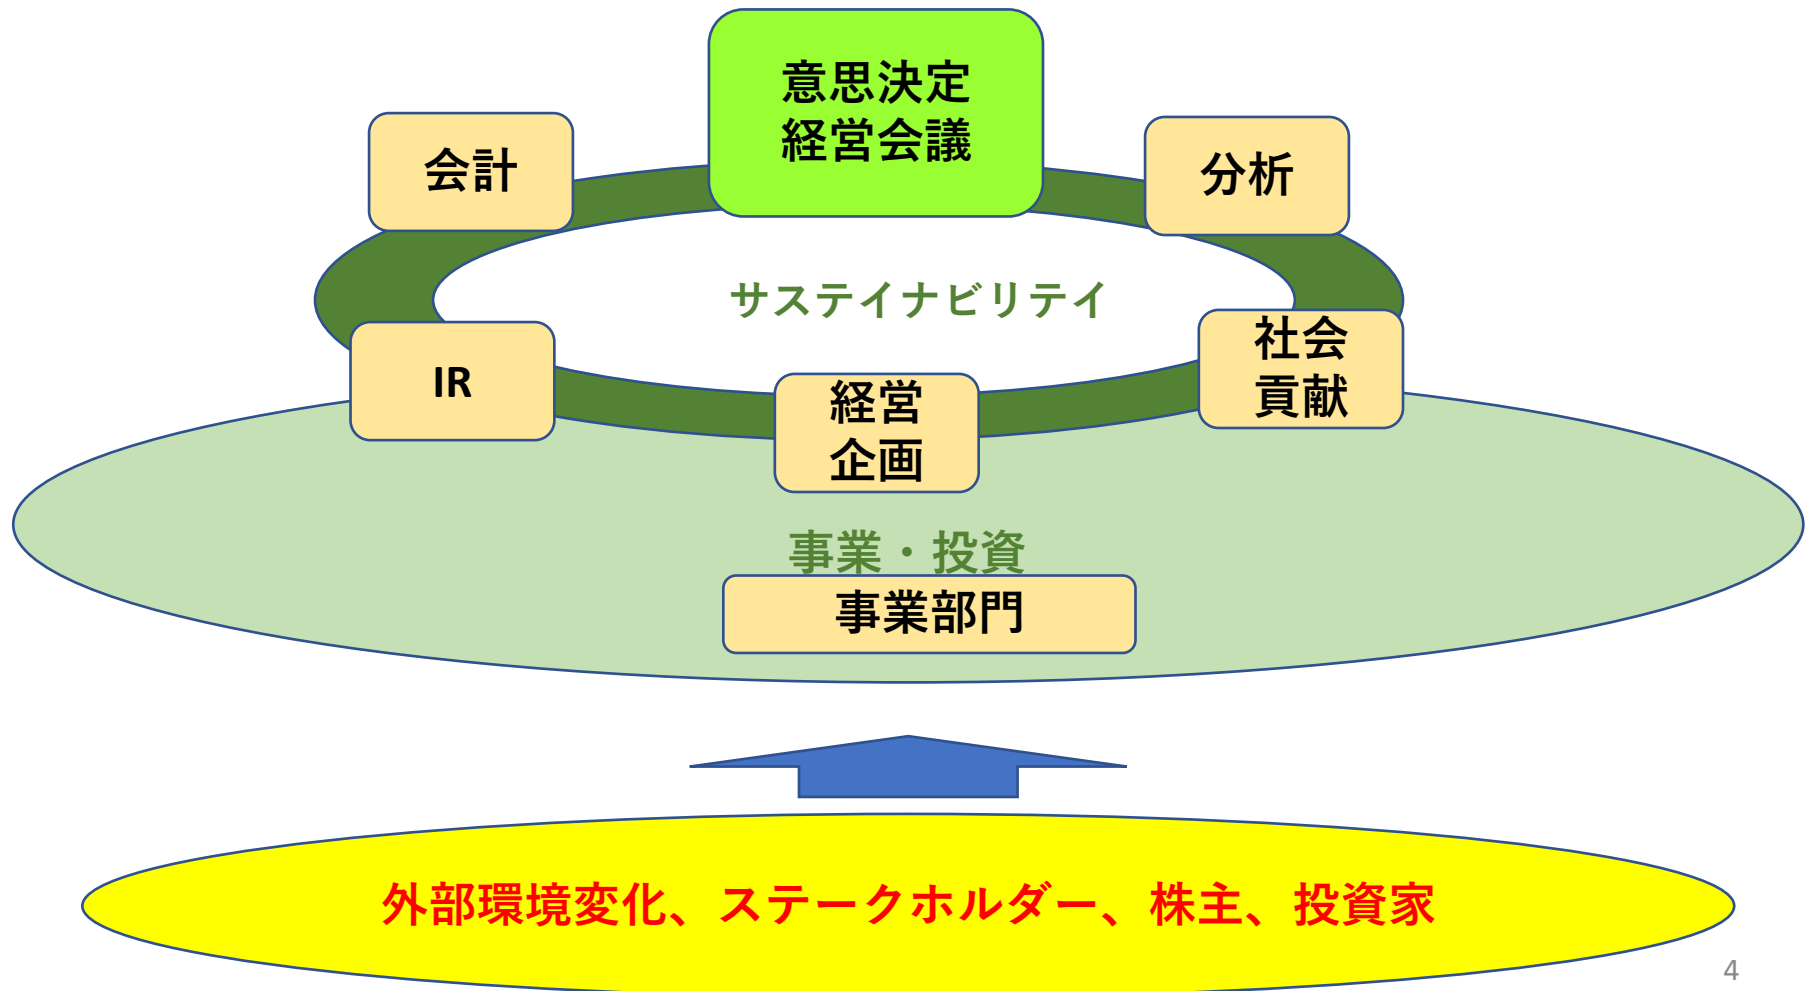 意思決定
経営会議
会計
分析
サステイナビリテイ
IR
社会
貢献
経営
企画
事業・投資
事業部門
外部環境変化、ステークホルダー、株主、投資家
4